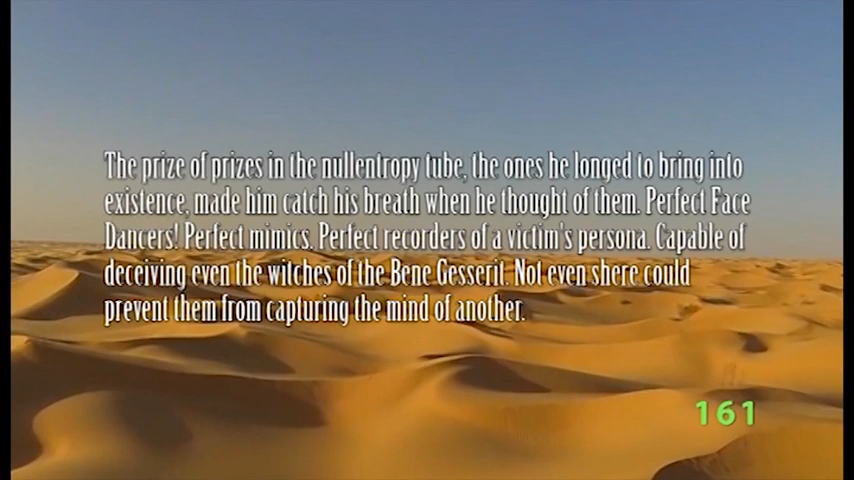 The prize of prizes in the nullentropy tube, the ones he longed to bring into
existence, made him catch his breath when he thought of them. Perfect Face
Dancers! Perfect mimics. Perfect recorders of a victim's persona. Capable of
deceiving even the witches of the Bene Gesserit. Not even shere could
prevent them from capturing the mind of another.
161